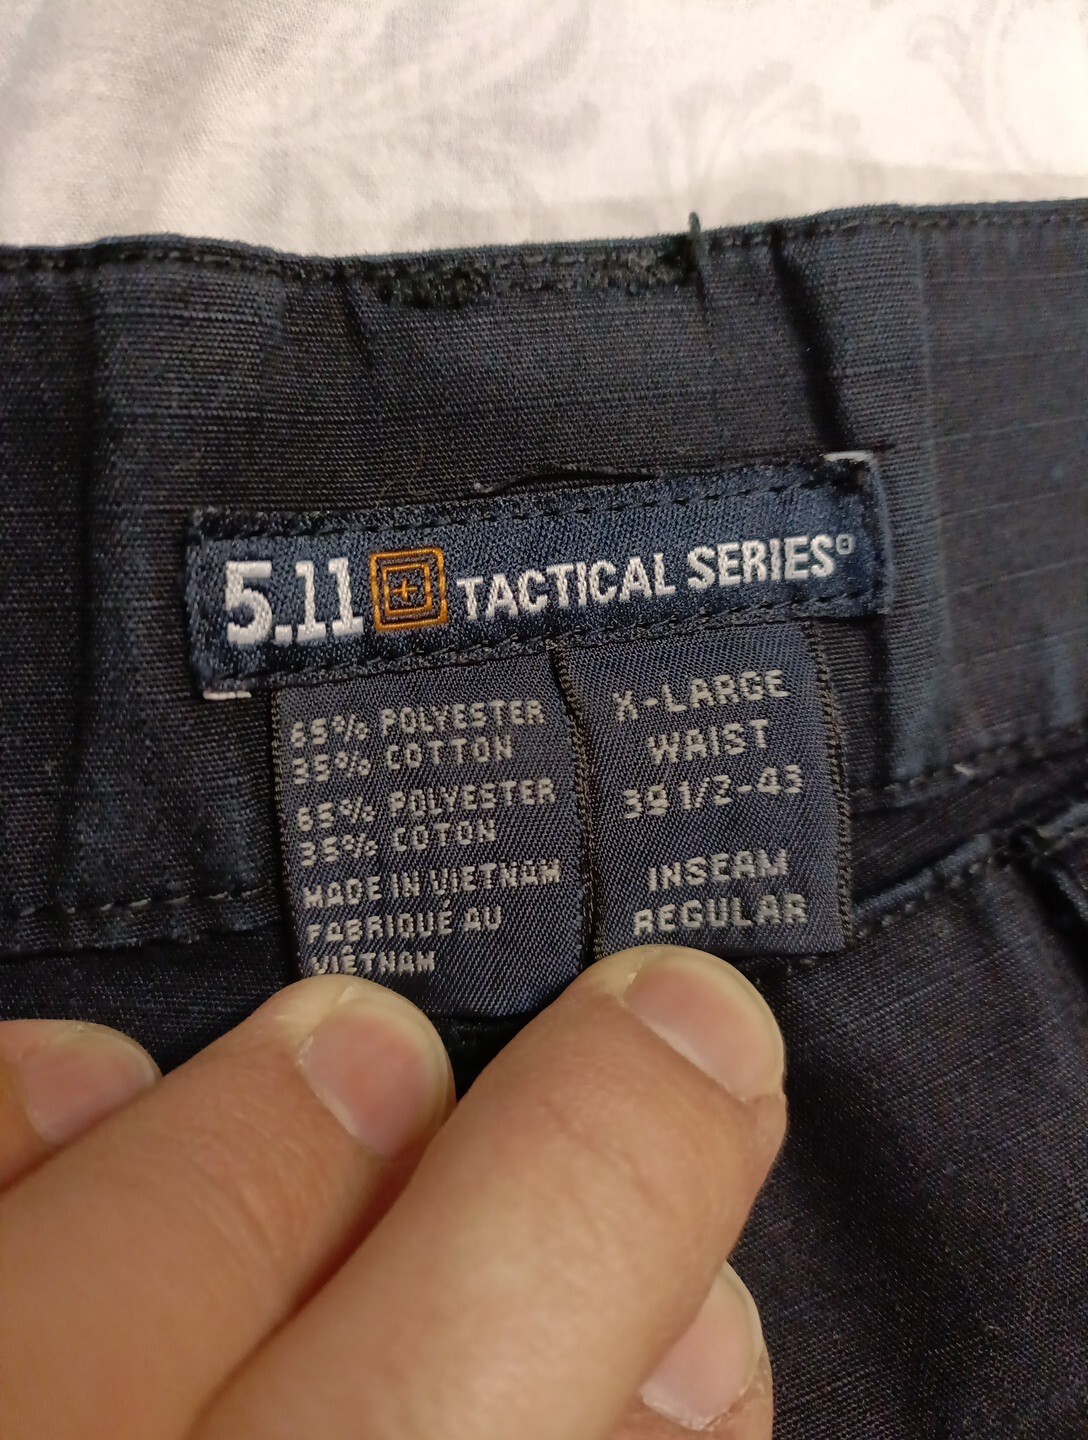 5.11 TACTICAL SERIES®
65% POLYESTER
35% COTTON
65% POLYESTER
35% COTON
MADE IN VIETNAM
FABRIQUÉ AU
VIETNAM
X-LARGE
WAIST
39 1/2-43
INSEAM
REGULAR